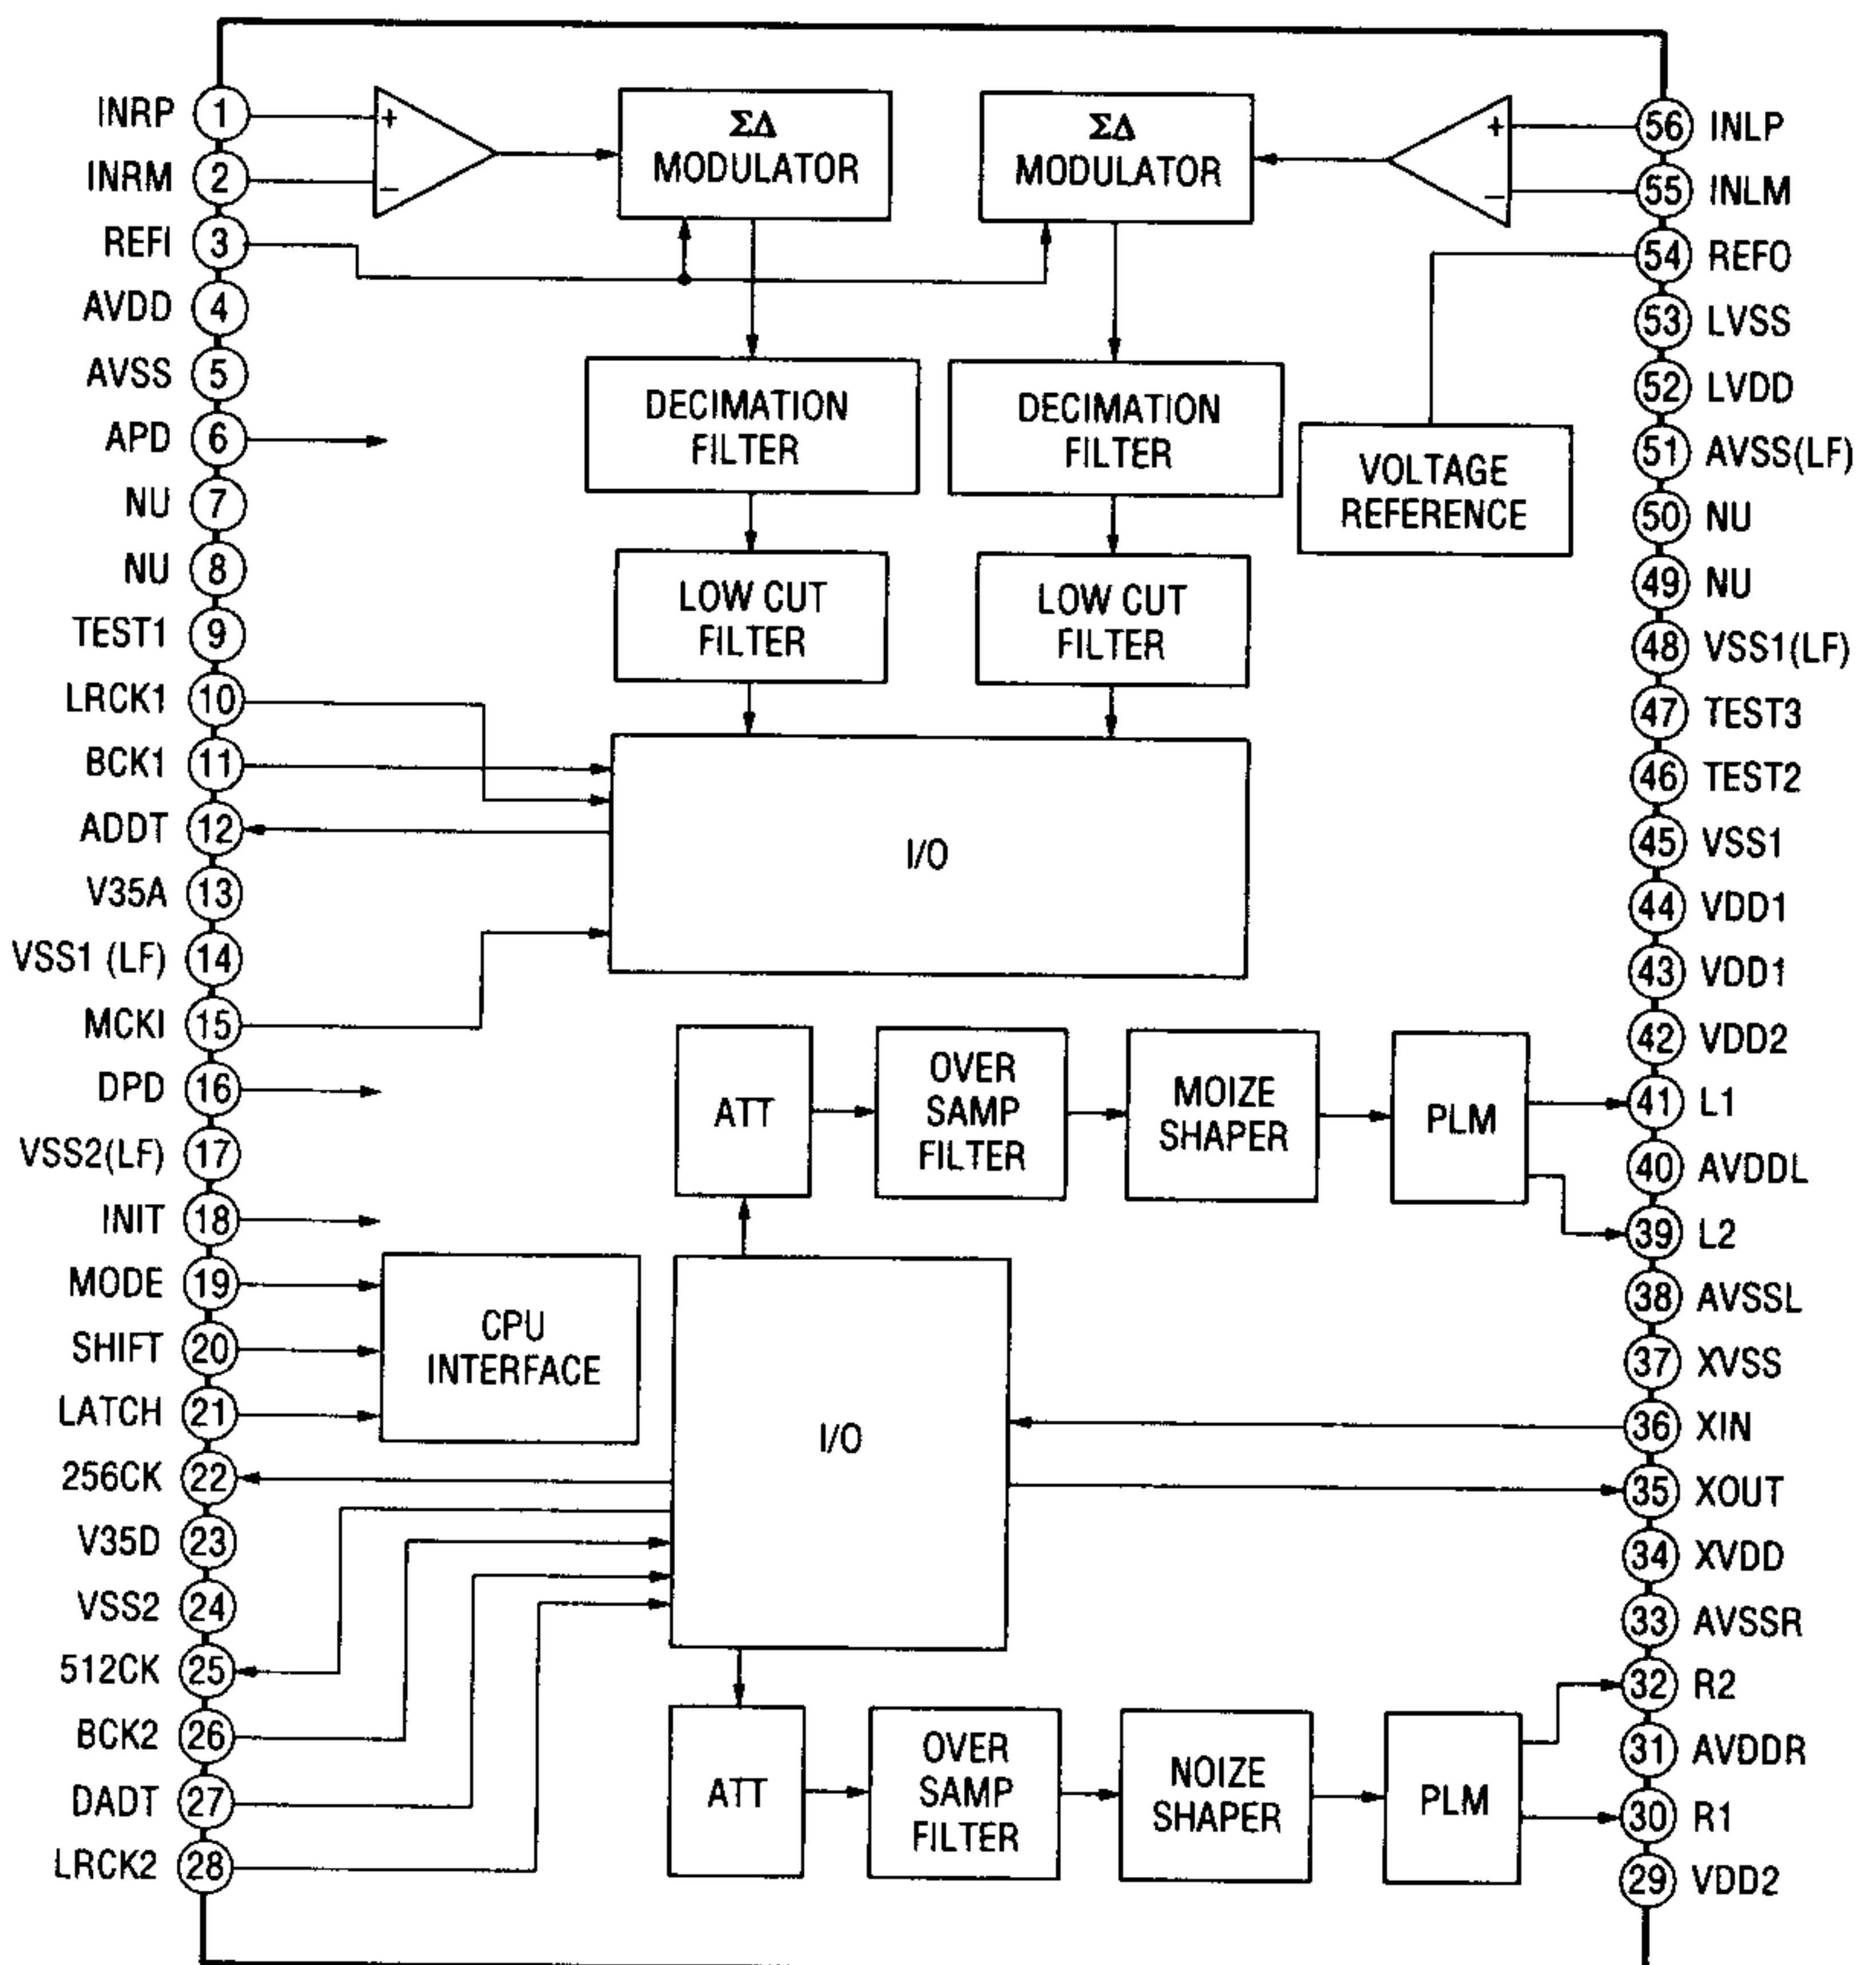 INRP 1
INRM 2
REFI 3
AVDD 4
AVSS 5
APD 6
NU 7
NU 8
TEST1 9
LRCK1 10
BCK1 11
ADDT 12
V35A 13
VSS1 (LF) 14
MCKI 15
DPD 16
VSS2(LF) 17
INIT 18
MODE 19
SHIFT 20
LATCH 21
256CK 22
V35D 23
VSS2 24
512CK 25
BCK2 26
DADT 27
LRCK2 28
+
−
ΣΔ
MODULATOR
ΣΔ
MODULATOR
+
−
DECIMATION
FILTER
DECIMATION
FILTER
VOLTAGE
REFERENCE
LOW CUT
FILTER
LOW CUT
FILTER
I/O
ATT
OVER
SAMP
FILTER
MOIZE
SHAPER
PLM
CPU
INTERFACE
I/O
ATT
OVER
SAMP
FILTER
NOIZE
SHAPER
PLM
56 INLP
55 INLM
54 REFO
53 LVSS
52 LVDD
51 AVSS(LF)
50 NU
49 NU
48 VSS1(LF)
47 TEST3
46 TEST2
45 VSS1
44 VDD1
43 VDD1
42 VDD2
41 L1
40 AVDDL
39 L2
38 AVSSL
37 XVSS
36 XIN
35 XOUT
34 XVDD
33 AVSSR
32 R2
31 AVDDR
30 R1
29 VDD2